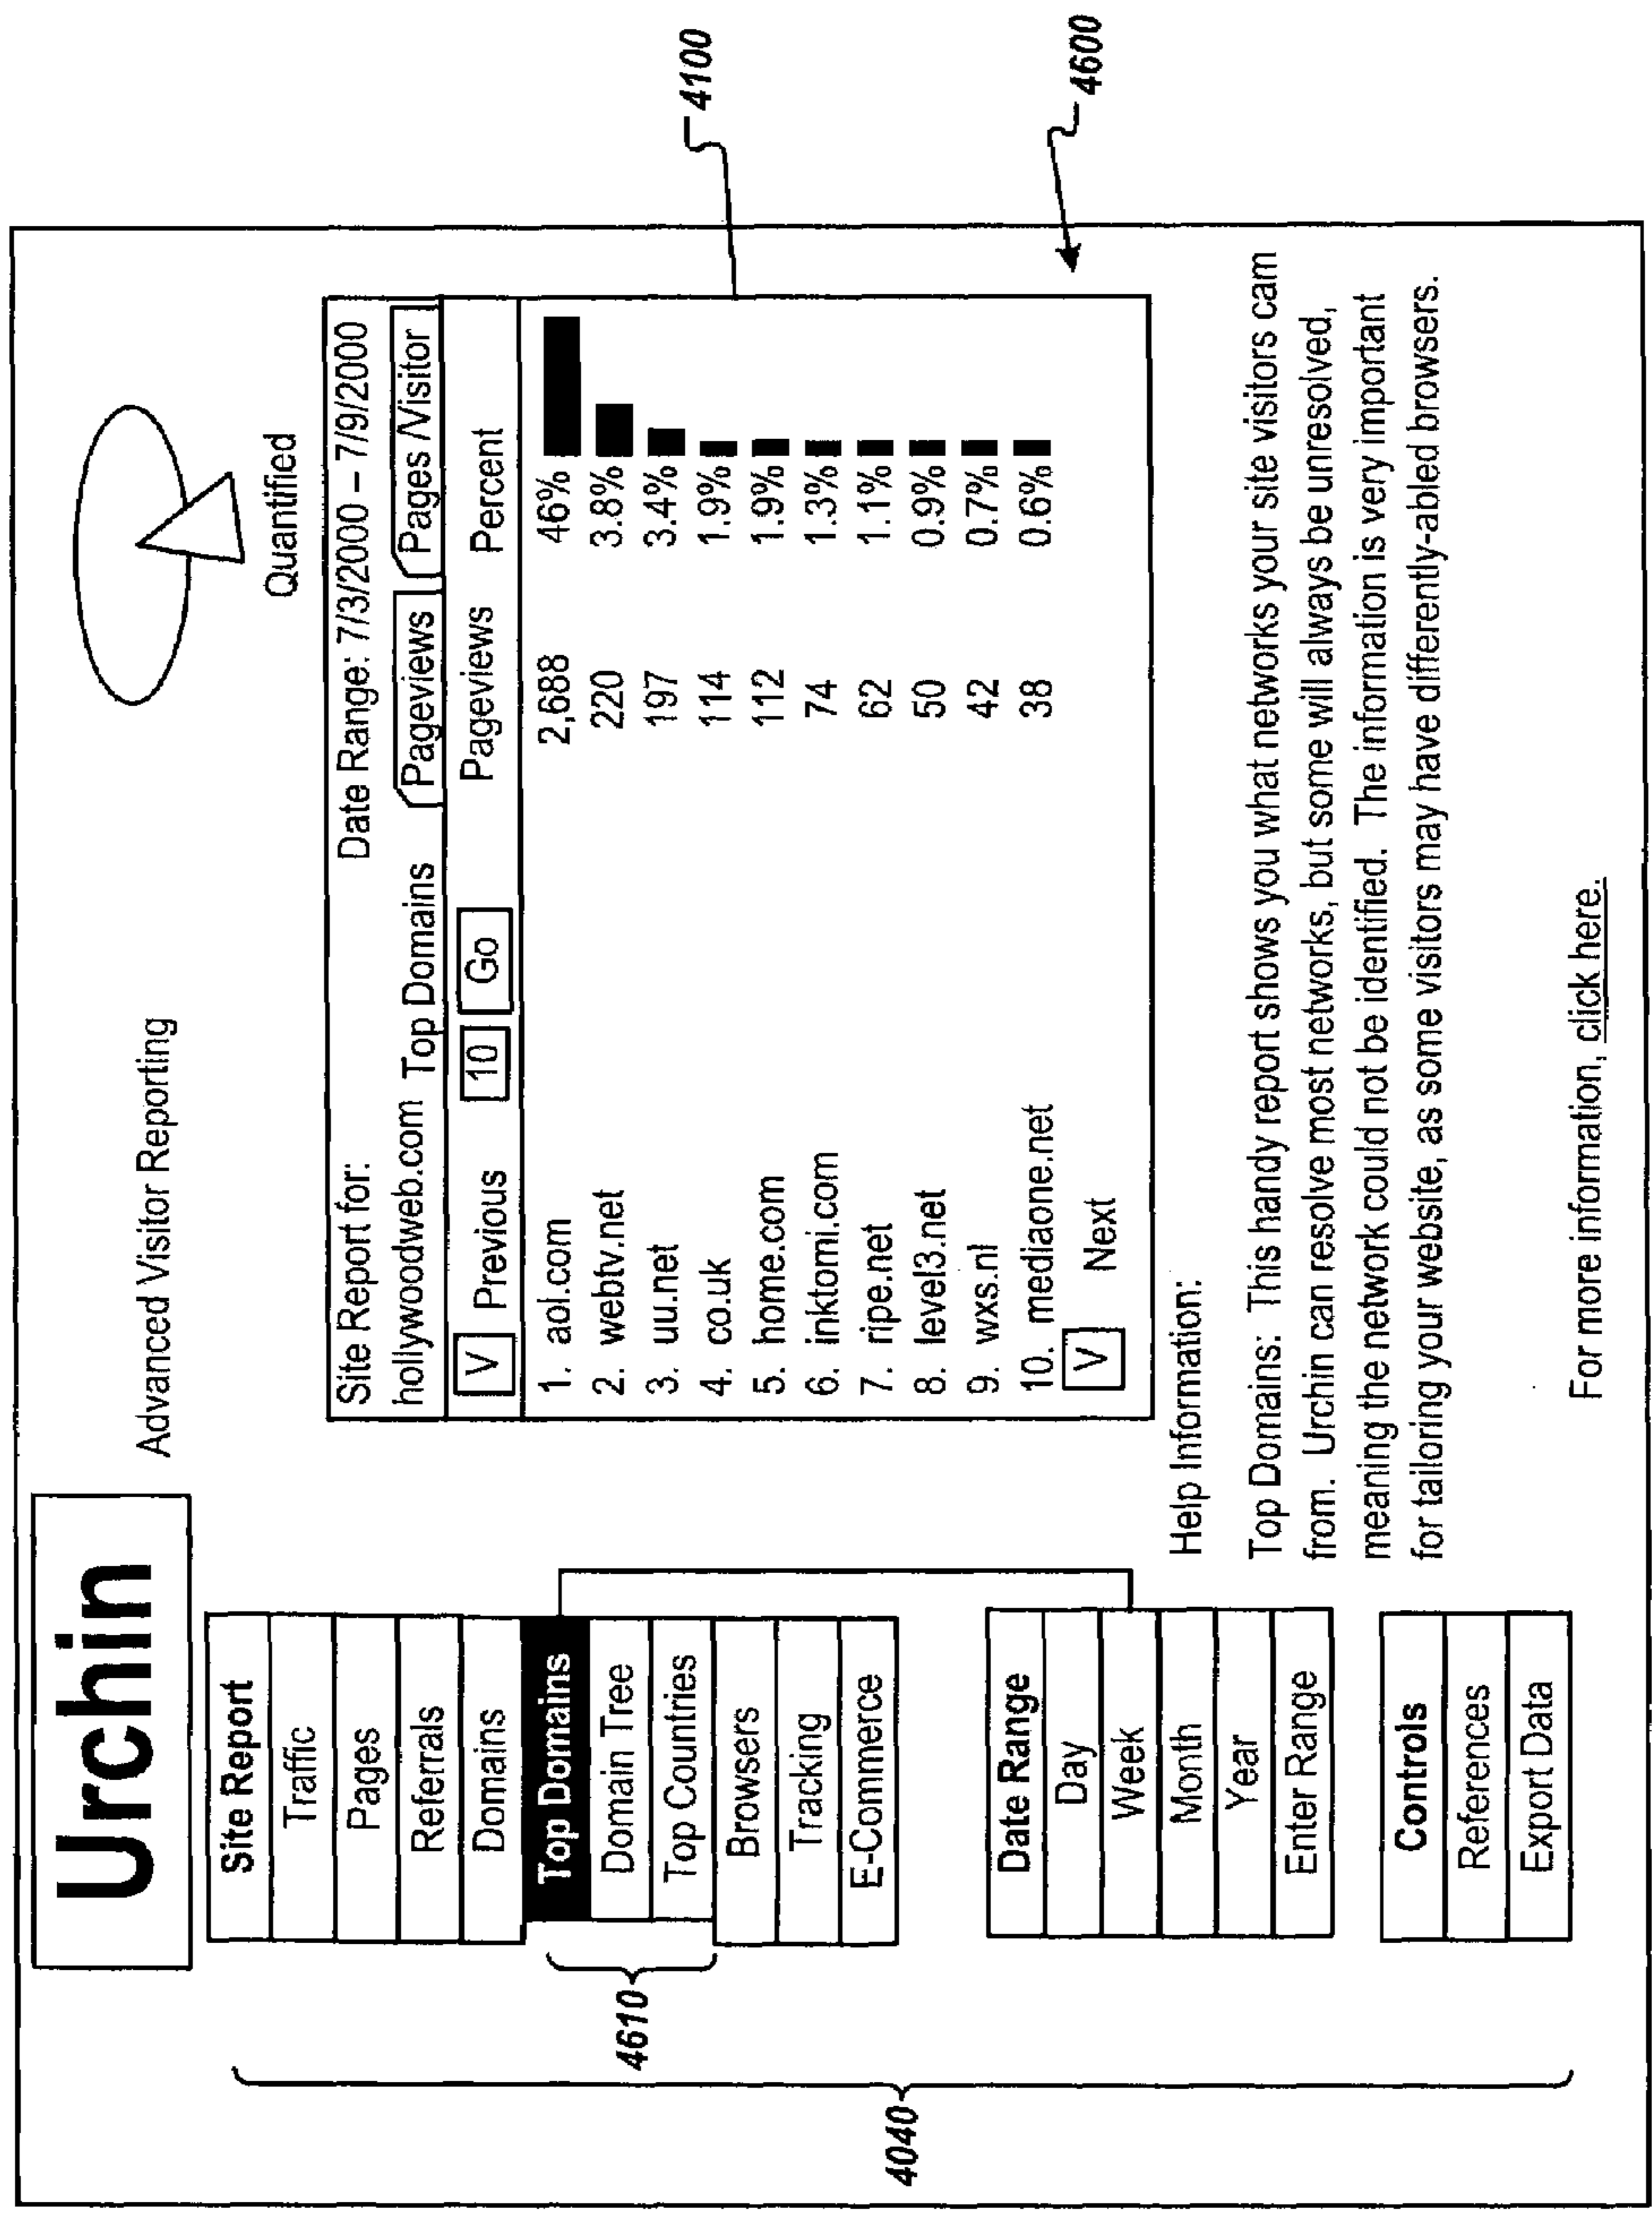 Urchin
Advanced Visitor Reporting
Quantified
Site Report
Traffic
Pages
Referrals
Domains
Top Domains
Domain Tree
Top Countries
Browsers
Tracking
E-Commerce
Date Range
Day
Week
Month
Year
Enter Range
Controls
References
Export Data
4610
4040
Site Report for: Date Range: 7/3/2000 – 7/9/2000
hollywoodweb.com Top Domains Pageviews Pages /Visitor
V Previous 10 Go Pageviews Percent
1. aol.com 2,688 46%
2. webtv.net 220 3.8%
3. uu.net 197 3.4%
4. co.uk 114 1.9%
5. home.com 112 1.9%
6. inktomi.com 74 1.3%
7. ripe.net 62 1.1%
8. level3.net 50 0.9%
9. wxs.nl 42 0.7%
10. mediaone.net 38 0.6%
V Next
4100
4600
Help Information:
Top Domains: This handy report shows you what networks your site visitors cam
from. Urchin can resolve most networks, but some will always be unresolved,
meaning the network could not be identified. The information is very important
for tailoring your website, as some visitors may have differently-abled browsers.
For more information, click here.